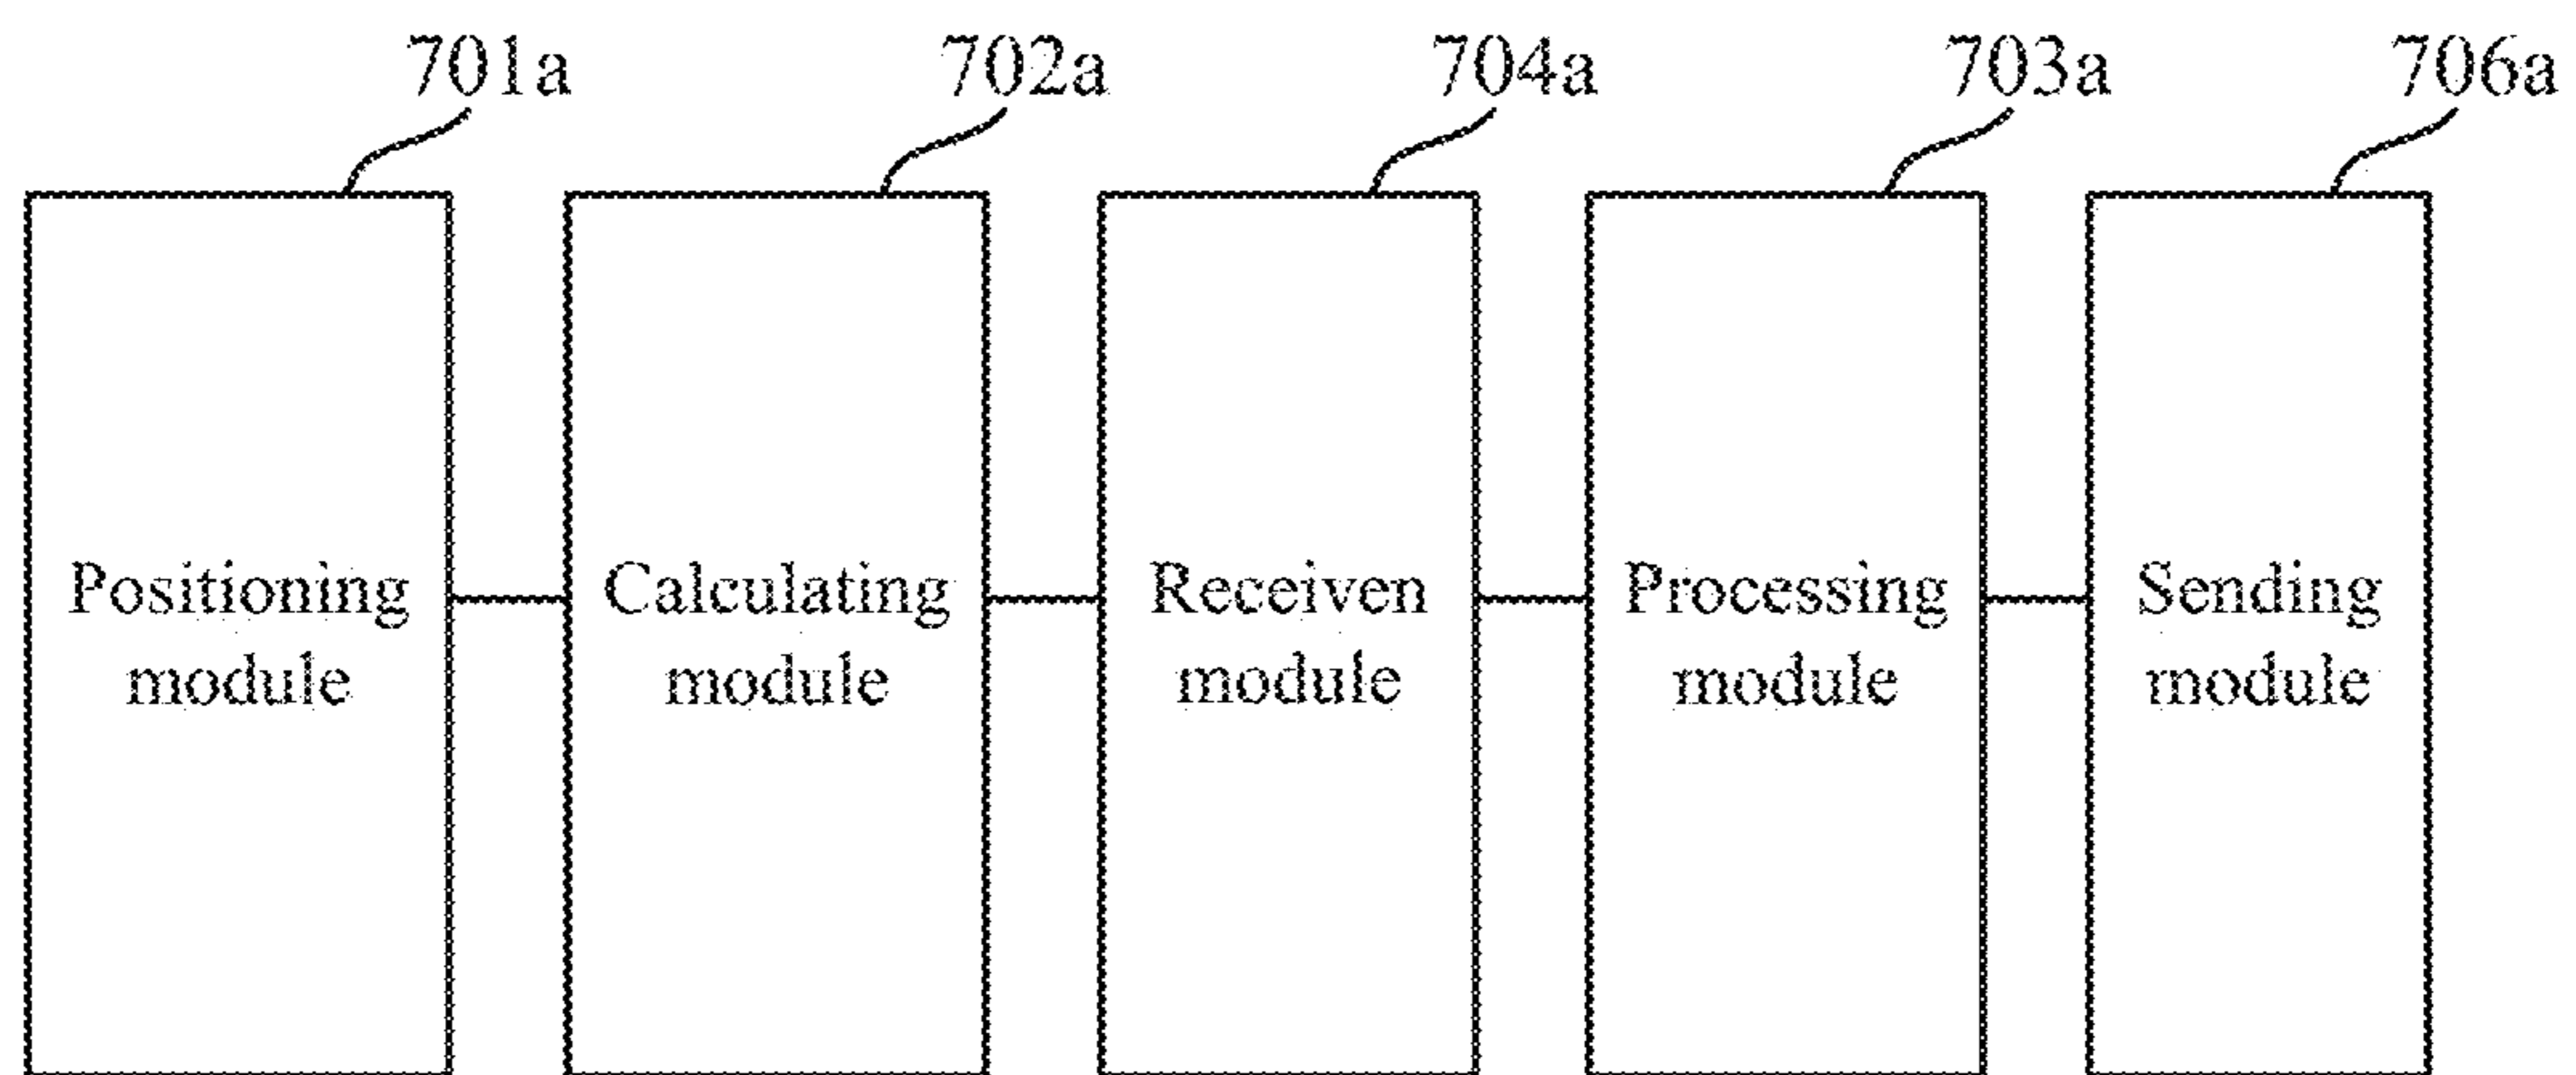 701a 702a 704a 703a 706a
Positioning module
Calculating module
Receiven module
Processing module
Sending module